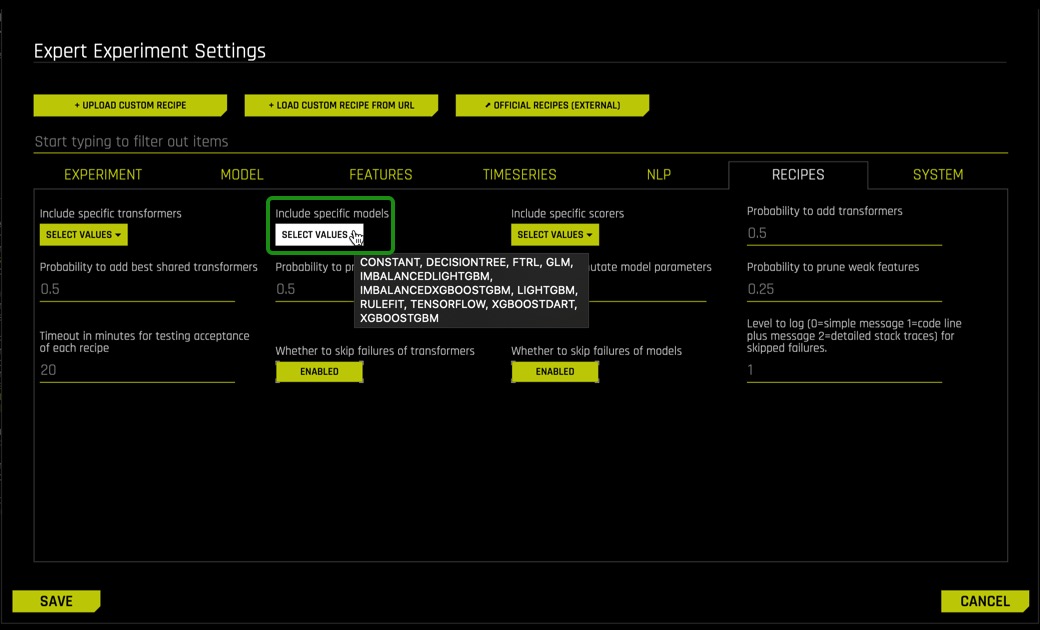 Expert Experiment Settings
+ UPLOAD CUSTOM RECIPE
+ LOAD CUSTOM RECIPE FROM URL
OFFICIAL RECIPES (EXTERNAL)
Start typing to filter out items
EXPERIMENT
MODEL
FEATURES
TIMESERIES
NLP
RECIPES
SYSTEM
Include specific transformers
SELECT VALUES
Include specific models
SELECT VALUES
Include specific scorers
SELECT VALUES
Probability to add transformers
0.5
Probability to add best shared transformers
0.5
Probability to
0.5
CONSTANT, DECISIONTREE, FTRL, GLM,
IMBALANCEDLIGHTGBM,
IMBALANCEDXGBOOSTGBM, LIGHTGBM,
RULEFIT, TENSORFLOW, XGBOOSTDART,
XGBOOSTGBM
model parameters
Probability to prune weak features
0.25
Timeout in minutes for testing acceptance
of each recipe
20
Whether to skip failures of transformers
ENABLED
Whether to skip failures of models
ENABLED
Level to log (0=simple message 1=code line
plus message 2=detailed stack traces) for
skipped failures.
1
SAVE
CANCEL